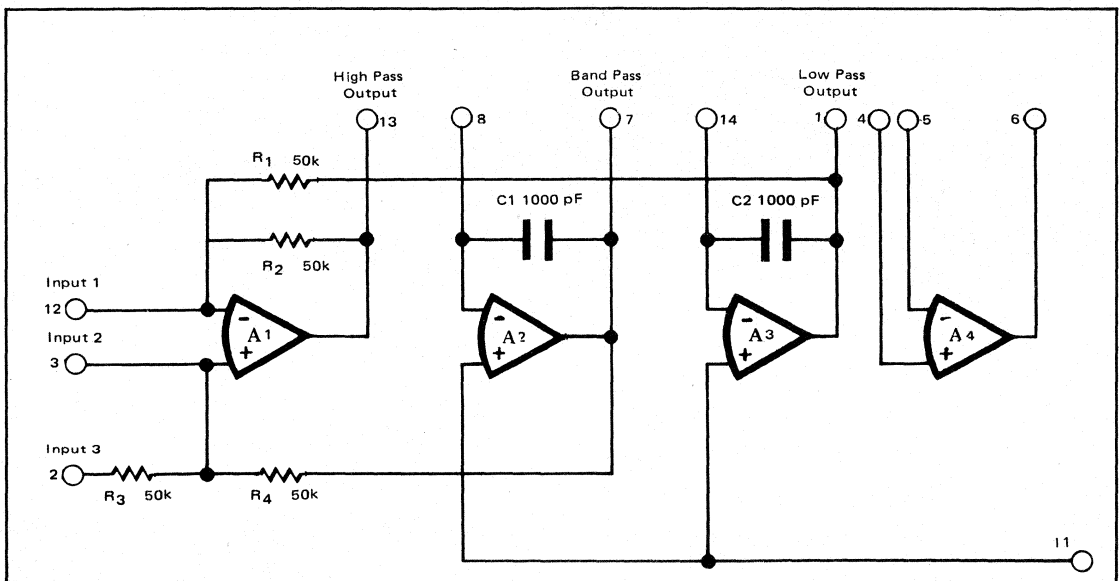 High Pass
Output
13
8
Band Pass
Output
7
14
Low Pass
Output
1
4
5
6
R1 50k
C1 1000 pF
C2 1000 pF
R2 50k
Input 1
12
- A1 +
- A2 +
- A3 +
- A4 +
Input 2
3
Input 3
2
R3 50k
R4 50k
11